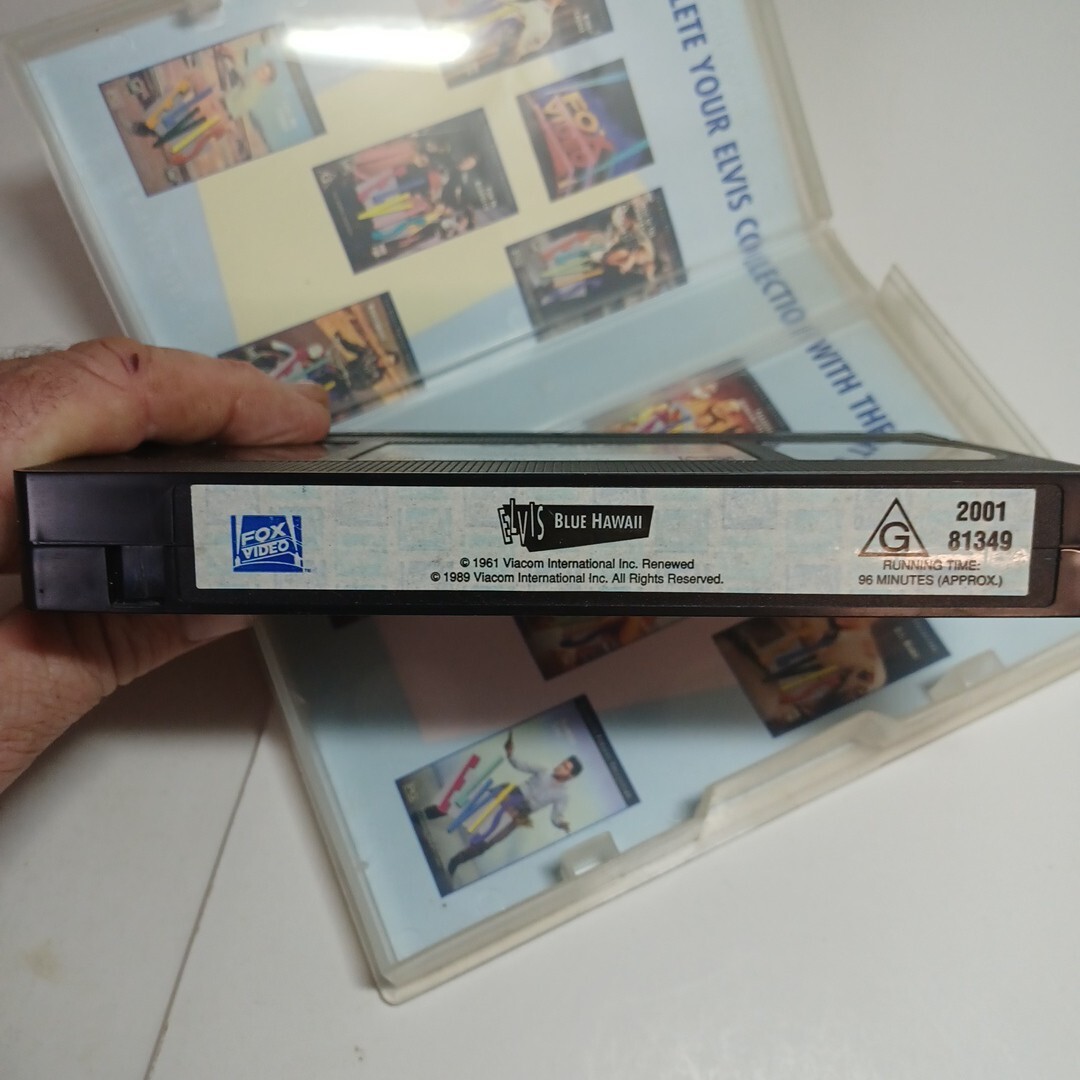 LETE YOUR ELVIS COLLECTION WITH THE
FOX
VIDEO
TM
ELVIS BLUE HAWAII
© 1961 Viacom International Inc. Renewed
© 1989 Viacom International Inc. All Rights Reserved.
G
2001
81349
RUNNING TIME:
96 MINUTES (APPROX.)